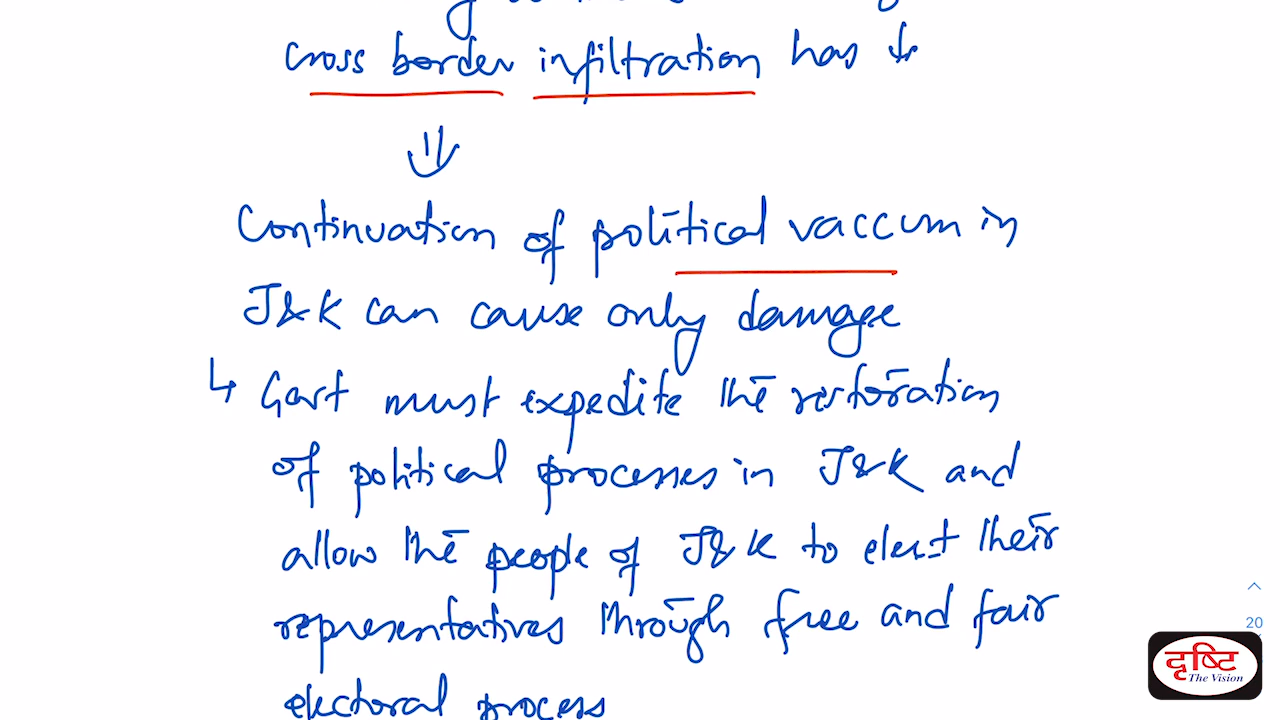 cross border infiltration has ↓
⇓
Continuation of political vaccum in
J&K can cause only damage
↳ Govt must expedite the restoration
of political processes in J&K and
allow the people of J&K to elect their
representatives through free and fair
electoral process
20
दृष्टि
The Vision